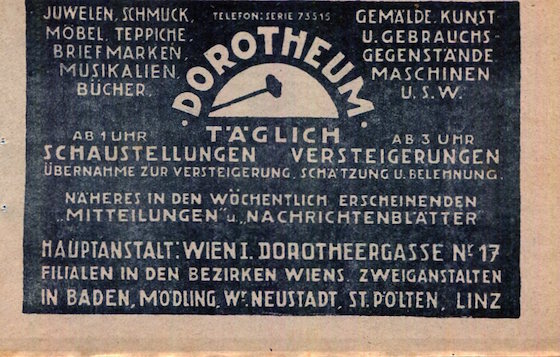 JUWELEN, SCHMUCK,
MÖBEL, TEPPICHE,
BRIEFMARKEN,
MUSIKALIEN,
BÜCHER.
TELEFON: SERIE 73515
GEMÄLDE, KUNST
U. GEBRAUCHS-
GEGENSTÄNDE
MASCHINEN
U.S.W.
·DOROTHEUM·
TÄGLICH
AB 1 UHR
SCHAUSTELLUNGEN
AB 3 UHR
VERSTEIGERUNGEN
ÜBERNAHME ZUR VERSTEIGERUNG, SCHÄTZUNG U. BELEHNUNG.
NÄHERES IN DEN WÖCHENTLICH ERSCHEINENDEN
„MITTEILUNGEN" u. „NACHRICHTENBLÄTTER"
HAUPTANSTALT: WIEN I. DOROTHEERGASSE Nr. 17
FILIALEN IN DEN BEZIRKEN WIENS. ZWEIGANSTALTEN
IN BADEN, MÖDLING, Wr. NEUSTADT, ST. PÖLTEN, LINZ